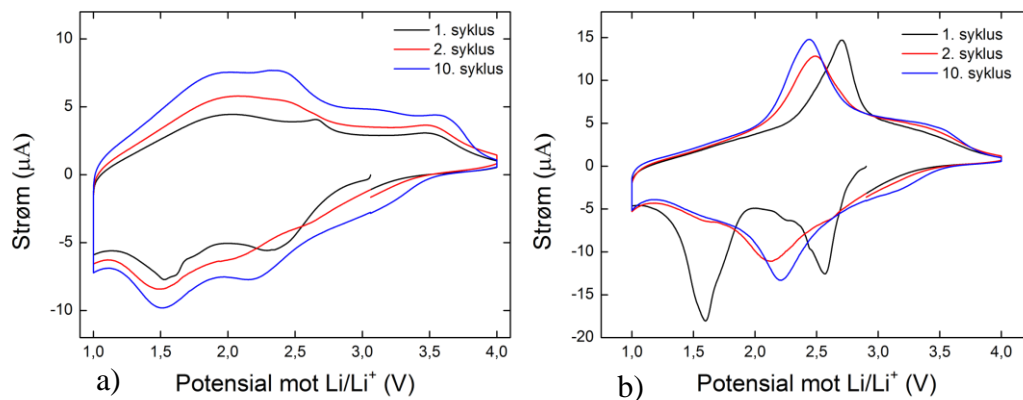 10
5
0
-5
-10
Strøm (µA)
1,0 1,5 2,0 2,5 3,0 3,5 4,0
Potensial mot Li/Li⁺ (V)
1. syklus
2. syklus
10. syklus
a)
15
10
5
0
-5
-10
-15
-20
Strøm (µA)
1,0 1,5 2,0 2,5 3,0 3,5 4,0
Potensial mot Li/Li⁺ (V)
1. syklus
2. syklus
10. syklus
b)